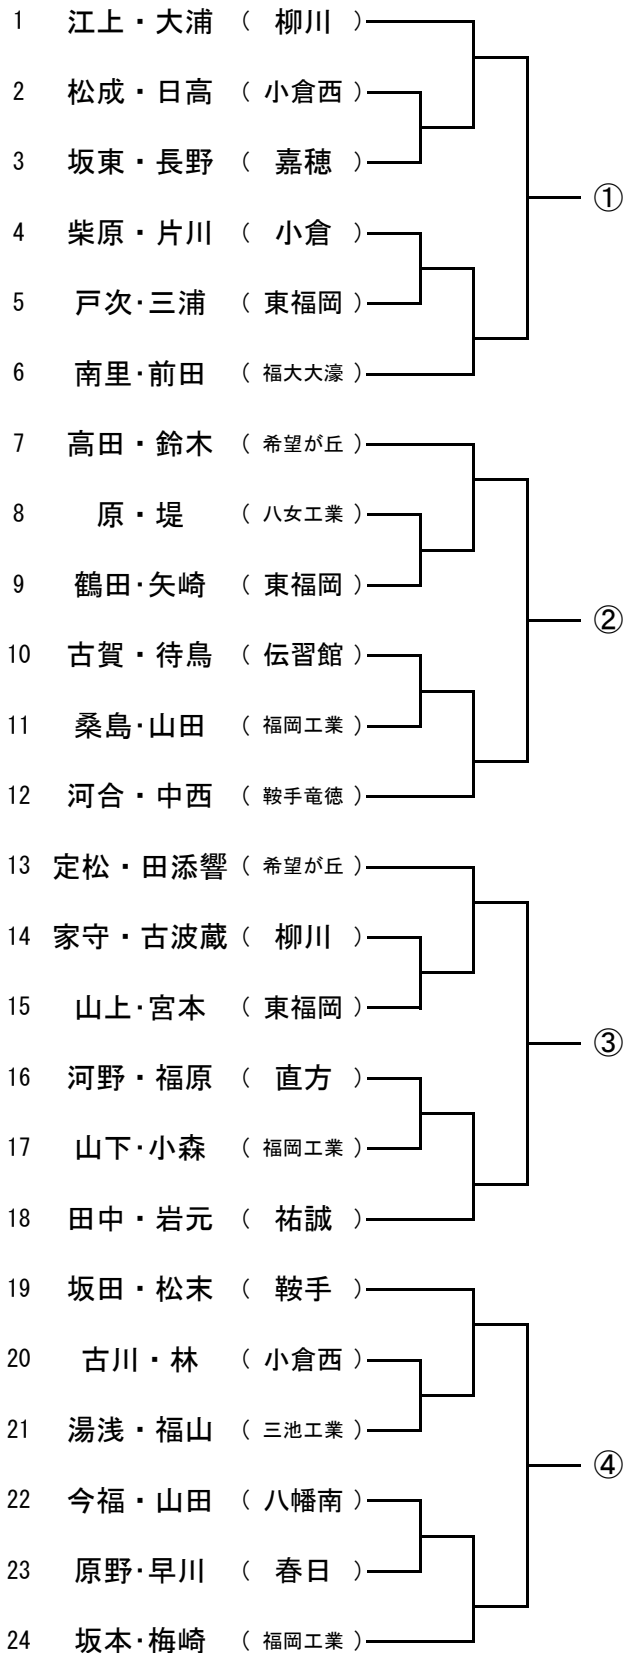 1 江上・大浦 ( 柳川 )
2 松成・日高 ( 小倉西 )
3 坂東・長野 ( 嘉穂 )
①
4 柴原・片川 ( 小倉 )
5 戸次・三浦 ( 東福岡 )
6 南里・前田 ( 福大大濠 )
7 高田・鈴木 ( 希望が丘 )
8 原・堤 ( 八女工業 )
9 鶴田・矢崎 ( 東福岡 )
②
10 古賀・待鳥 ( 伝習館 )
11 桑島・山田 ( 福岡工業 )
12 河合・中西 ( 鞍手竜徳 )
13 定松・田添響 ( 希望が丘 )
14 家守・古波蔵 ( 柳川 )
15 山上・宮本 ( 東福岡 )
③
16 河野・福原 ( 直方 )
17 山下・小森 ( 福岡工業 )
18 田中・岩元 ( 祐誠 )
19 坂田・松末 ( 鞍手 )
20 古川・林 ( 小倉西 )
21 湯浅・福山 ( 三池工業 )
④
22 今福・山田 ( 八幡南 )
23 原野・早川 ( 春日 )
24 坂本・梅崎 ( 福岡工業 )